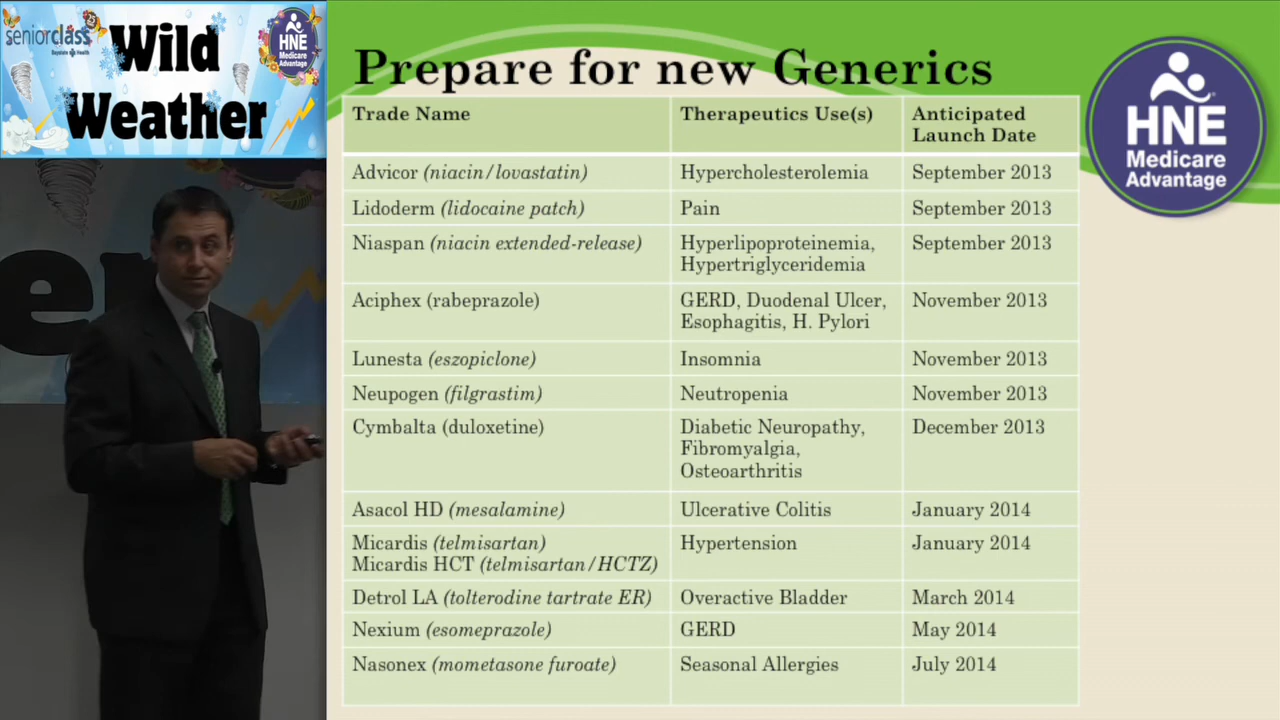 seniorclass
Baystate Health
HNE
Medicare
Advantage
Wild
Weather
er
Prepare for new Generics
HNE
Medicare
Advantage
Trade Name Therapeutics Use(s) Anticipated
Launch Date
Advicor (niacin/lovastatin) Hypercholesterolemia September 2013
Lidoderm (lidocaine patch) Pain September 2013
Niaspan (niacin extended-release) Hyperlipoproteinemia, September 2013
Hypertriglyceridemia
Aciphex (rabeprazole) GERD, Duodenal Ulcer, November 2013
Esophagitis, H. Pylori
Lunesta (eszopiclone) Insomnia November 2013
Neupogen (filgrastim) Neutropenia November 2013
Cymbalta (duloxetine) Diabetic Neuropathy, December 2013
Fibromyalgia,
Osteoarthritis
Asacol HD (mesalamine) Ulcerative Colitis January 2014
Micardis (telmisartan) Hypertension January 2014
Micardis HCT (telmisartan/HCTZ)
Detrol LA (tolterodine tartrate ER) Overactive Bladder March 2014
Nexium (esomeprazole) GERD May 2014
Nasonex (mometasone furoate) Seasonal Allergies July 2014